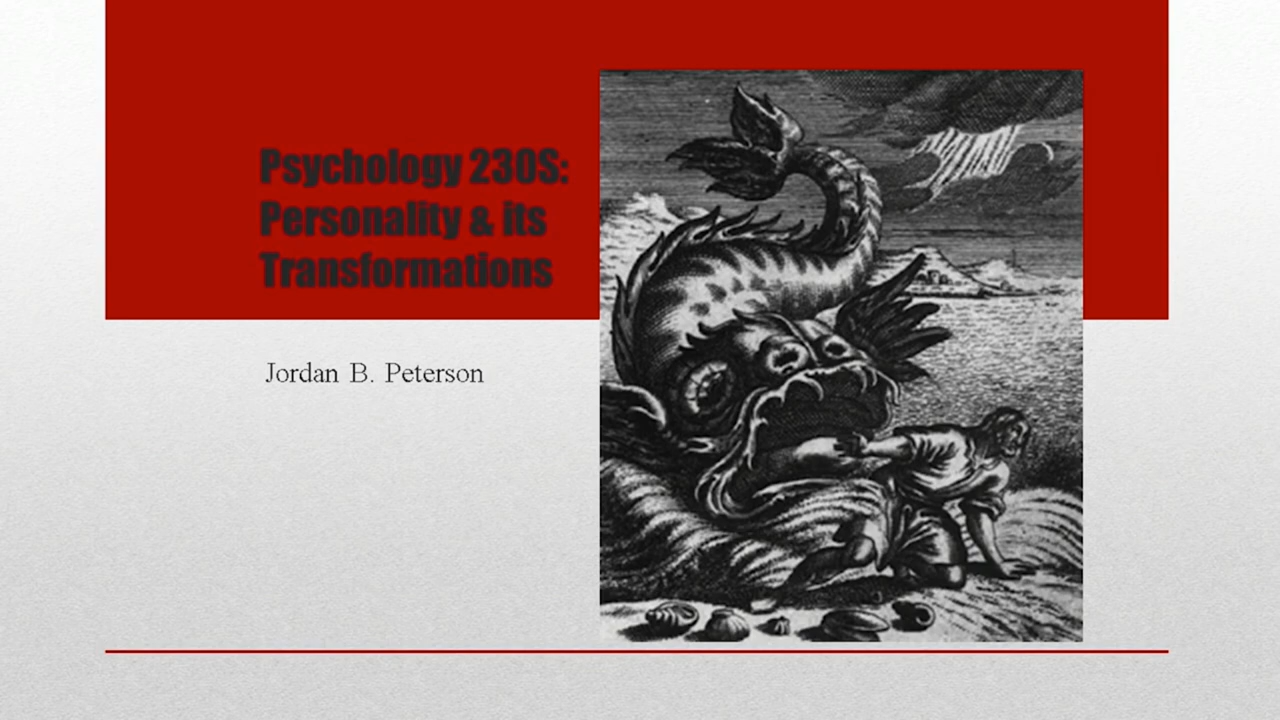 Psychology 230S:
Personality & its
Transformations
Jordan B. Peterson